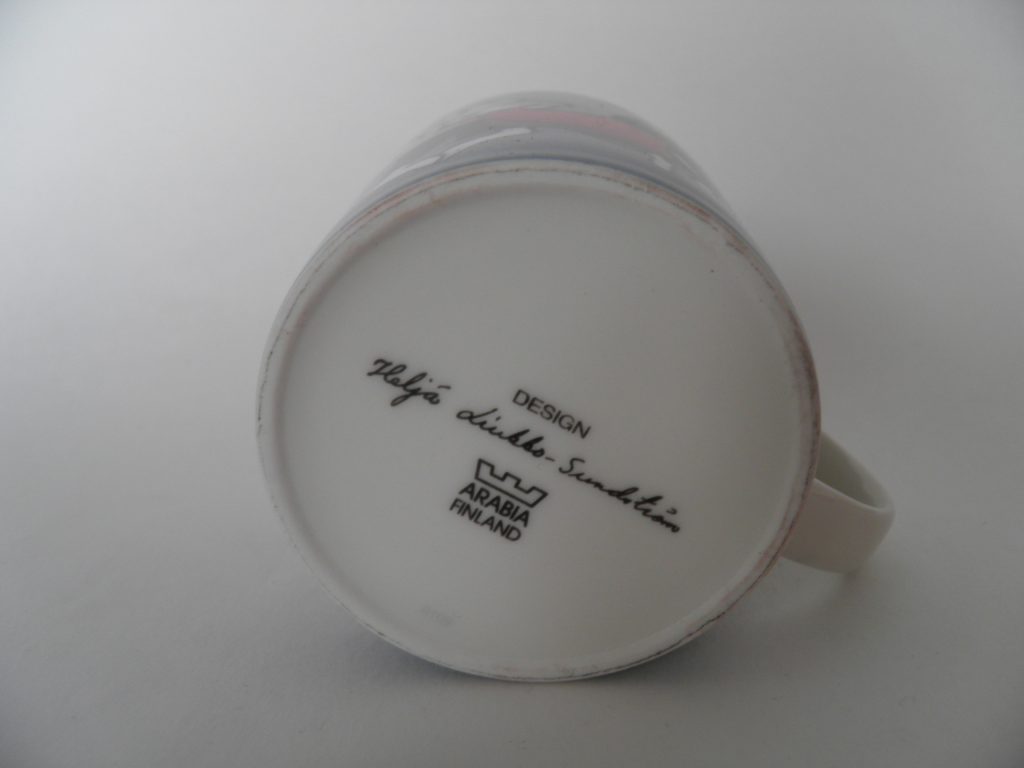 DESIGN
Heljä Liukko-Sundström
ARABIA
FINLAND